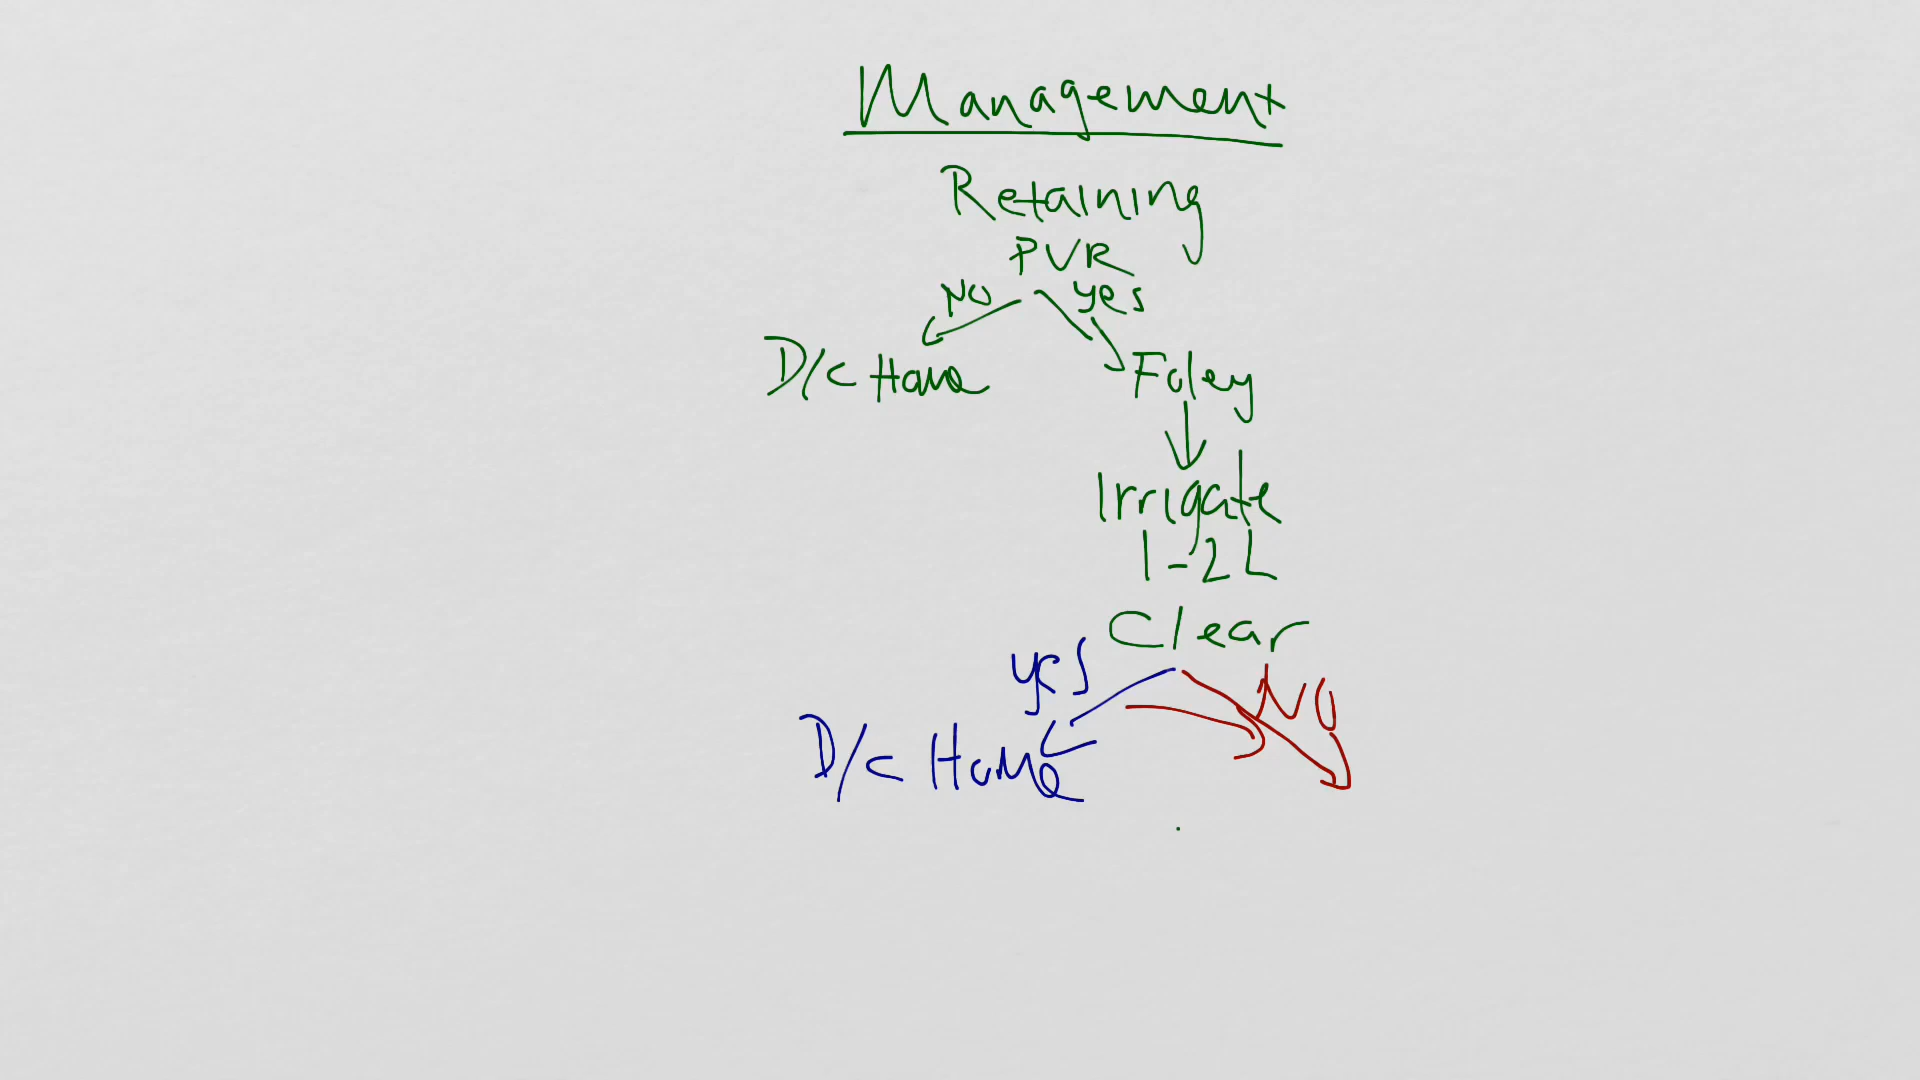 Management
Retaining
PVR
No yes
D/c Home Foley
Irrigate
1-2L
Clear
yes NO
D/c Home